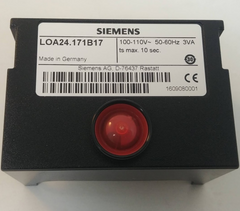 SIEMENS
LOA24.171B17
100-110V~ 50-60Hz 3VA
ts max. 10 sec.
Made in Germany
Siemens AG, D-76437 Rastatt
1609080001